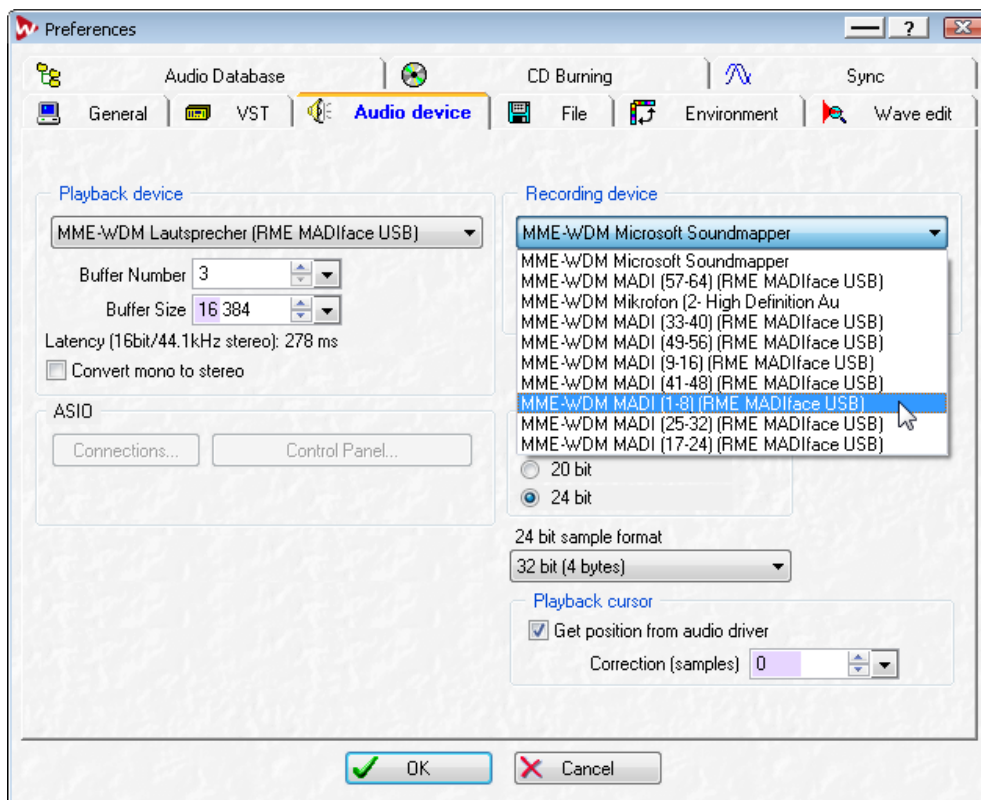 Preferences
?
Audio Database
CD Burning
Sync
General
VST
Audio device
File
Environment
Wave edit
Playback device
MME-WDM Lautsprecher (RME MADIface USB)
Buffer Number 3
Buffer Size 16 384
Latency (16bit/44.1kHz stereo): 278 ms
Convert mono to stereo
ASIO
Connections...
Control Panel...
Recording device
MME-WDM Microsoft Soundmapper
MME-WDM Microsoft Soundmapper
MME-WDM MADI (57-64) (RME MADIface USB)
MME-WDM Mikrofon (2- High Definition Au
MME-WDM MADI (33-40) (RME MADIface USB)
MME-WDM MADI (49-56) (RME MADIface USB)
MME-WDM MADI (9-16) (RME MADIface USB)
MME-WDM MADI (41-48) (RME MADIface USB)
MME-WDM MADI (1-8) (RME MADIface USB)
MME-WDM MADI (25-32) (RME MADIface USB)
MME-WDM MADI (17-24) (RME MADIface USB)
20 bit
24 bit
24 bit sample format
32 bit (4 bytes)
Playback cursor
Get position from audio driver
Correction (samples) 0
OK
Cancel